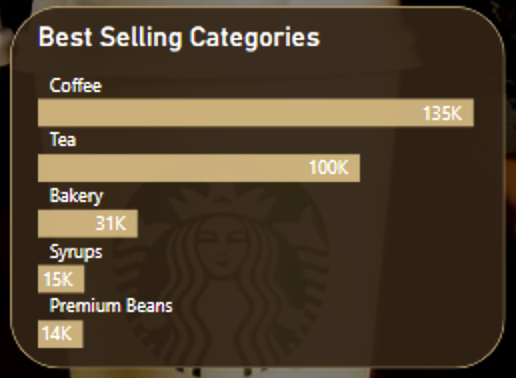 Best Selling Categories
Coffee
135K
Tea
100K
Bakery
31K
Syrups
15K
Premium Beans
14K